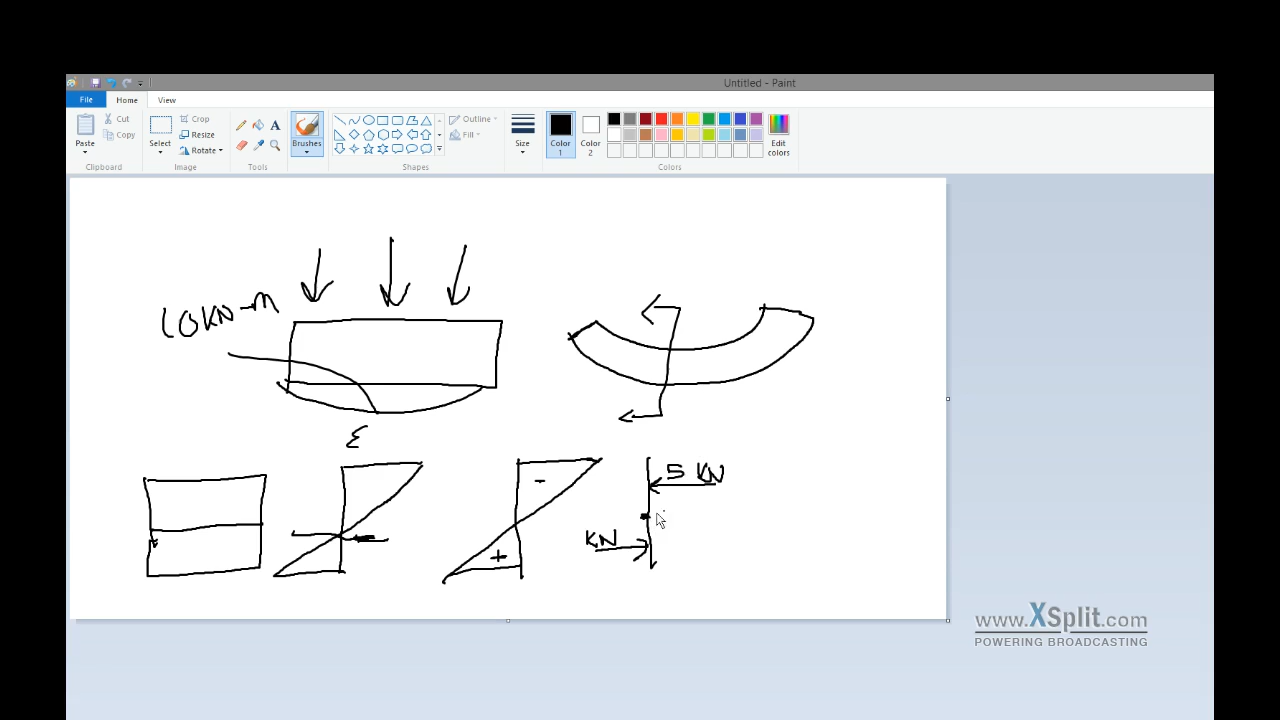 Untitled - Paint
File Home View
Paste
Cut
Copy
Clipboard
Select
Crop
Resize
Rotate
Image
Tools
Brushes
Shapes
Outline
Fill
Size
Color 1
Color 2
Edit colors
Colors
10KN-m
ε
-
+
5 KN
KN
www.XSplit.com
POWERING BROADCASTING